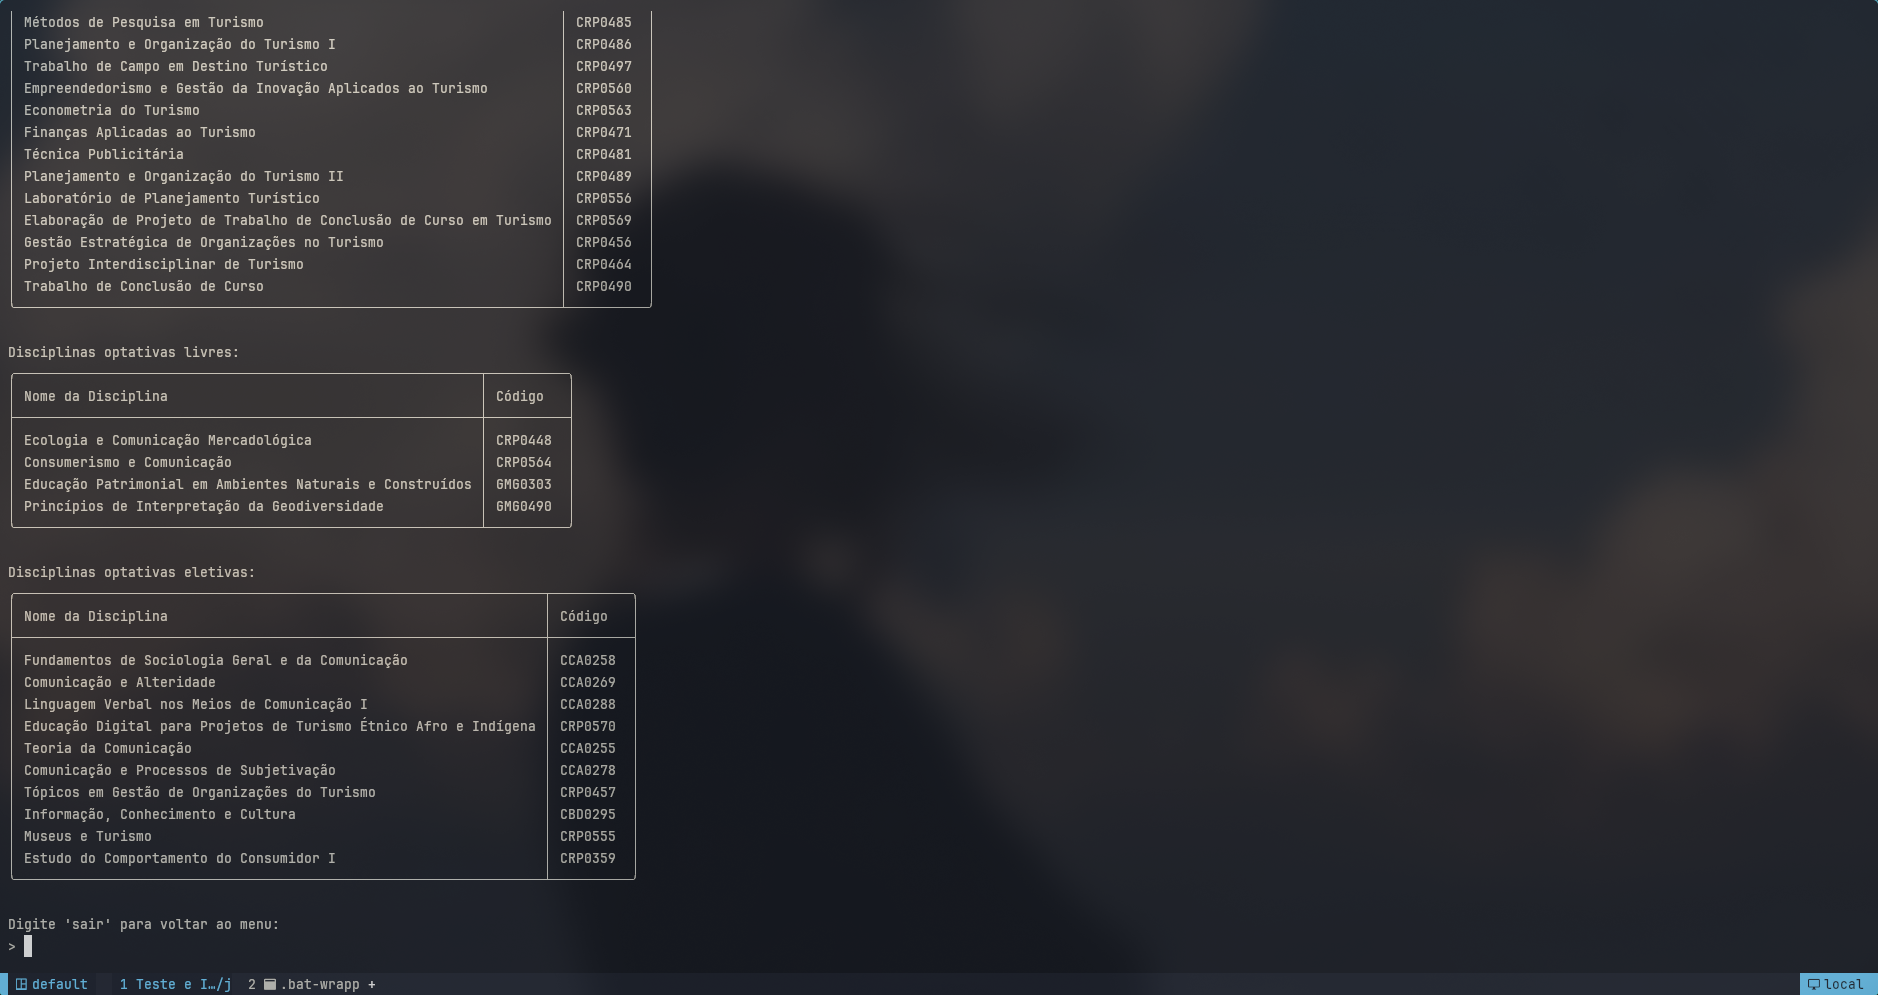 Métodos de Pesquisa em Turismo CRP0485
Planejamento e Organização do Turismo I CRP0486
Trabalho de Campo em Destino Turístico CRP0497
Empreendedorismo e Gestão da Inovação Aplicados ao Turismo CRP0560
Econometria do Turismo CRP0563
Finanças Aplicadas ao Turismo CRP0471
Técnica Publicitária CRP0481
Planejamento e Organização do Turismo II CRP0489
Laboratório de Planejamento Turístico CRP0556
Elaboração de Projeto de Trabalho de Conclusão de Curso em Turismo CRP0569
Gestão Estratégica de Organizações no Turismo CRP0456
Projeto Interdisciplinar de Turismo CRP0464
Trabalho de Conclusão de Curso CRP0490
Disciplinas optativas livres:
Nome da Disciplina Código
Ecologia e Comunicação Mercadológica CRP0448
Consumerismo e Comunicação CRP0564
Educação Patrimonial em Ambientes Naturais e Construídos GMG0303
Princípios de Interpretação da Geodiversidade GMG0490
Disciplinas optativas eletivas:
Nome da Disciplina Código
Fundamentos de Sociologia Geral e da Comunicação CCA0258
Comunicação e Alteridade CCA0269
Linguagem Verbal nos Meios de Comunicação I CCA0288
Educação Digital para Projetos de Turismo Étnico Afro e Indígena CRP0570
Teoria da Comunicação CCA0255
Comunicação e Processos de Subjetivação CCA0278
Tópicos em Gestão de Organizações do Turismo CRP0457
Informação, Conhecimento e Cultura CBD0295
Museus e Turismo CRP0555
Estudo do Comportamento do Consumidor I CRP0359
Digite 'sair' para voltar ao menu:
>
default 1 Teste e I…/j 2 .bat-wrapp + local